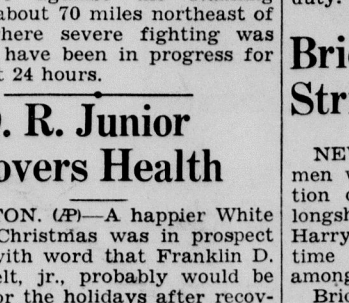 about 70 miles northeast of
where severe fighting was
have been in progress for
24 hours.
. R. Junior
overs Health
TON. (AP)—A happier White
Christmas was in prospect
with word that Franklin D.
elt, jr., probably would be
or the holidays after recov-
duty.
Bri
Str
NE
men
tion
longsh
Harry
time
among
Bri